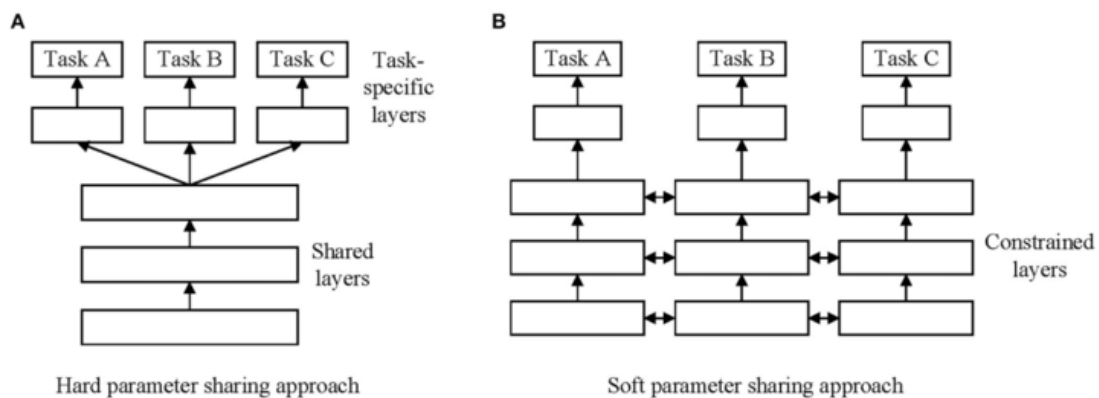 A
Task A
Task B
Task C
Task-
specific
layers
Shared
layers
Hard parameter sharing approach
B
Task A
Task B
Task C
Constrained
layers
Soft parameter sharing approach